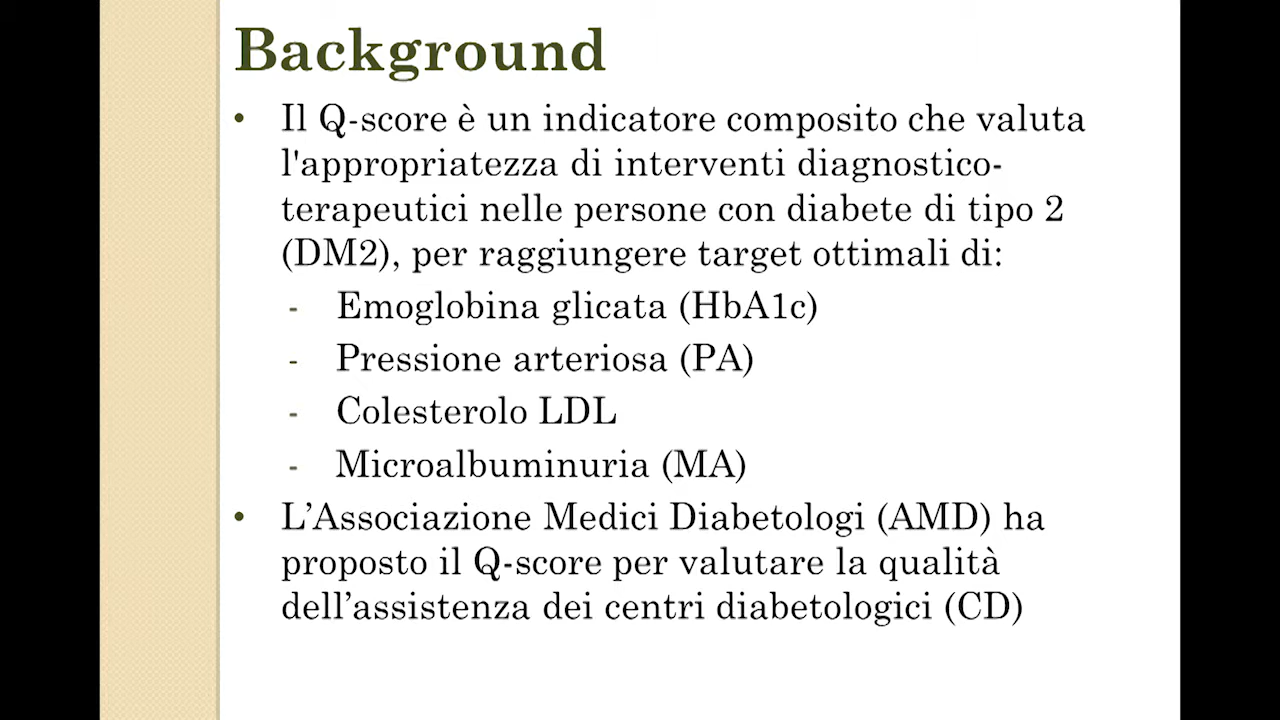 Background
• Il Q-score è un indicatore composito che valuta
l'appropriatezza di interventi diagnostico-
terapeutici nelle persone con diabete di tipo 2
(DM2), per raggiungere target ottimali di:
- Emoglobina glicata (HbA1c)
- Pressione arteriosa (PA)
- Colesterolo LDL
- Microalbuminuria (MA)
• L’Associazione Medici Diabetologi (AMD) ha
proposto il Q-score per valutare la qualità
dell’assistenza dei centri diabetologici (CD)